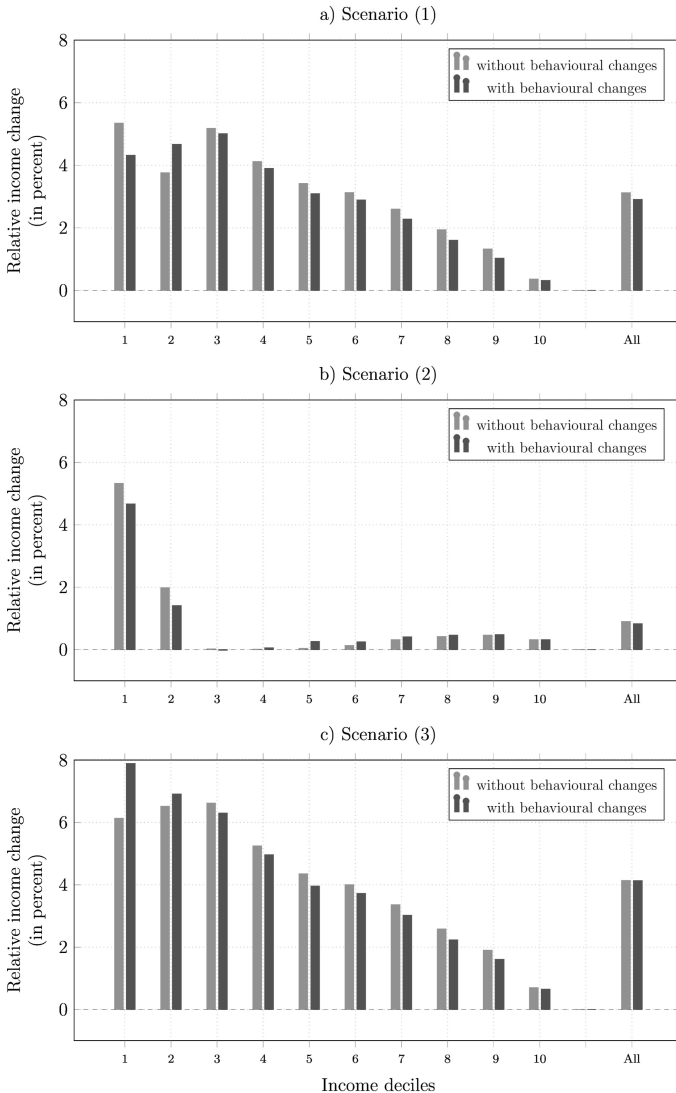 a) Scenario (1)
Relative income change
(in percent)
8
6
4
2
0
without behavioural changes
with behavioural changes
1 2 3 4 5 6 7 8 9 10 All
b) Scenario (2)
Relative income change
(in percent)
8
6
4
2
0
without behavioural changes
with behavioural changes
1 2 3 4 5 6 7 8 9 10 All
c) Scenario (3)
Relative income change
(in percent)
8
6
4
2
0
without behavioural changes
with behavioural changes
1 2 3 4 5 6 7 8 9 10 All
Income deciles